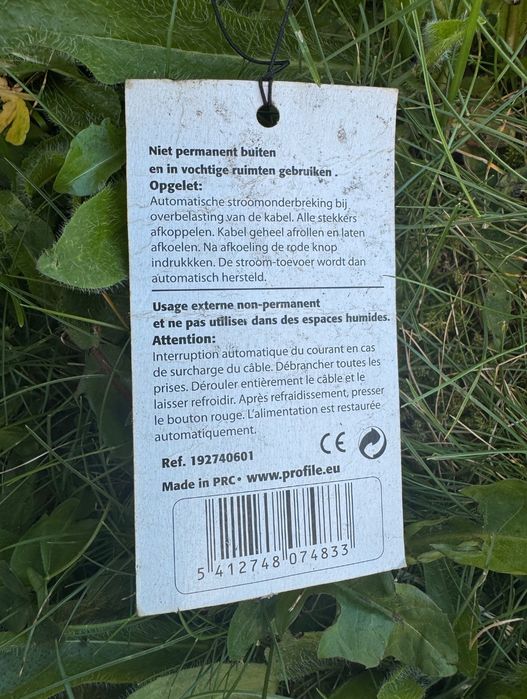 Niet permanent buiten
en in vochtige ruimten gebruiken .
Opgelet:
Automatische stroomonderbreking bij
overbelasting van de kabel. Alle stekkers
afkoppelen. Kabel geheel afrollen en laten
afkoelen. Na afkoeling de rode knop
indrukkken. De stroom-toevoer wordt dan
automatisch hersteld.
Usage externe non-permanent
et ne pas utiliser dans des espaces humides.
Attention:
Interruption automatique du courant en cas
de surcharge du câble. Débrancher toutes les
prises. Dérouler entièrement le câble et le
laisser refroidir. Après refraidissement, presser
le bouton rouge. L'alimentation est restaurée
automatiquement.
Ref. 192740601
CE
Made in PRC • www.profile.eu
5 412748 074833